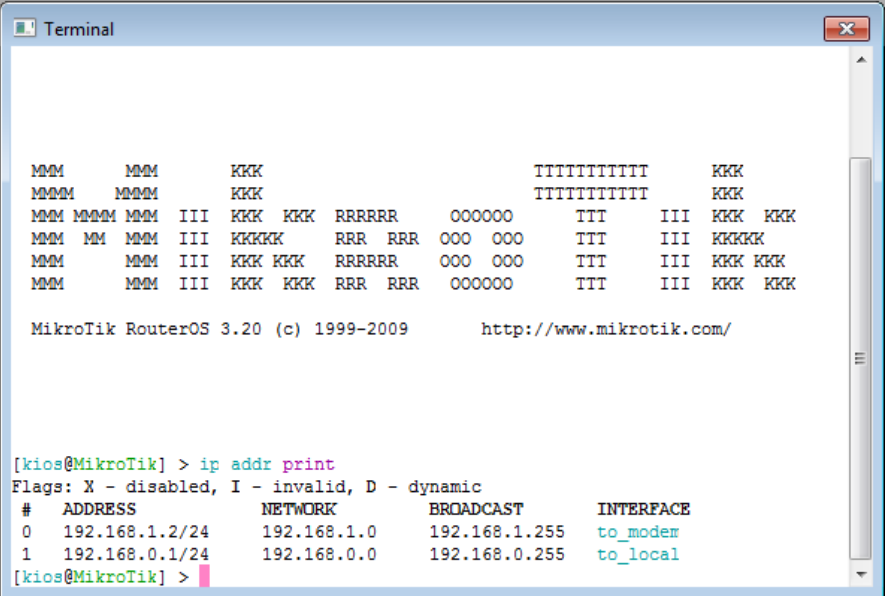 Terminal
MMM      MMM       KKK                          TTTTTTTTTTT      KKK
MMMM    MMMM       KKK                          TTTTTTTTTTT      KKK
MMM MMMM MMM  III  KKK  KKK  RRRRRR     OOOOOO      TTT     III  KKK  KKK
MMM  MM  MMM  III  KKKKK     RRR  RRR  OOO  OOO     TTT     III  KKKKK
MMM      MMM  III  KKK KKK   RRRRRR    OOO  OOO     TTT     III  KKK KKK
MMM      MMM  III  KKK  KKK  RRR  RRR   OOOOOO      TTT     III  KKK  KKK
MikroTik RouterOS 3.20 (c) 1999-2009       http://www.mikrotik.com/
[kios@MikroTik] > ip addr print
Flags: X - disabled, I - invalid, D - dynamic
#   ADDRESS            NETWORK         BROADCAST       INTERFACE
0   192.168.1.2/24     192.168.1.0     192.168.1.255   to_modem
1   192.168.0.1/24     192.168.0.0     192.168.0.255   to_local
[kios@MikroTik] >